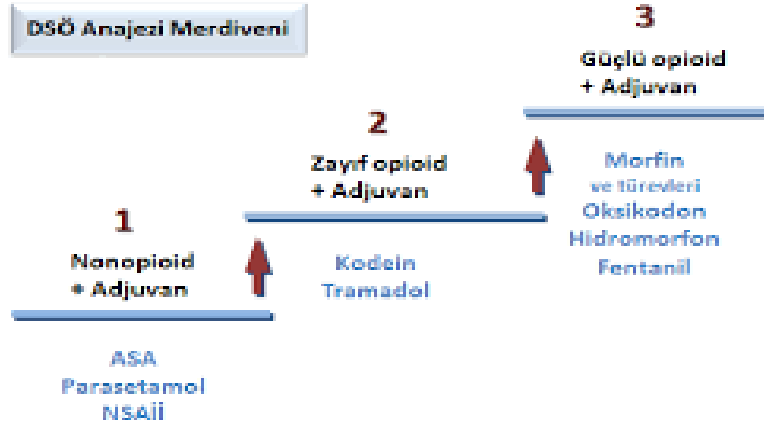 DSÖ Anajezi Merdiveni
1
Nonopioid
+ Adjuvan
ASA
Parasetamol
NSAİİ
2
Zayıf opioid
+ Adjuvan
Kodein
Tramadol
3
Güçlü opioid
+ Adjuvan
Morfin
ve türevleri
Oksikodon
Hidromorfon
Fentanil